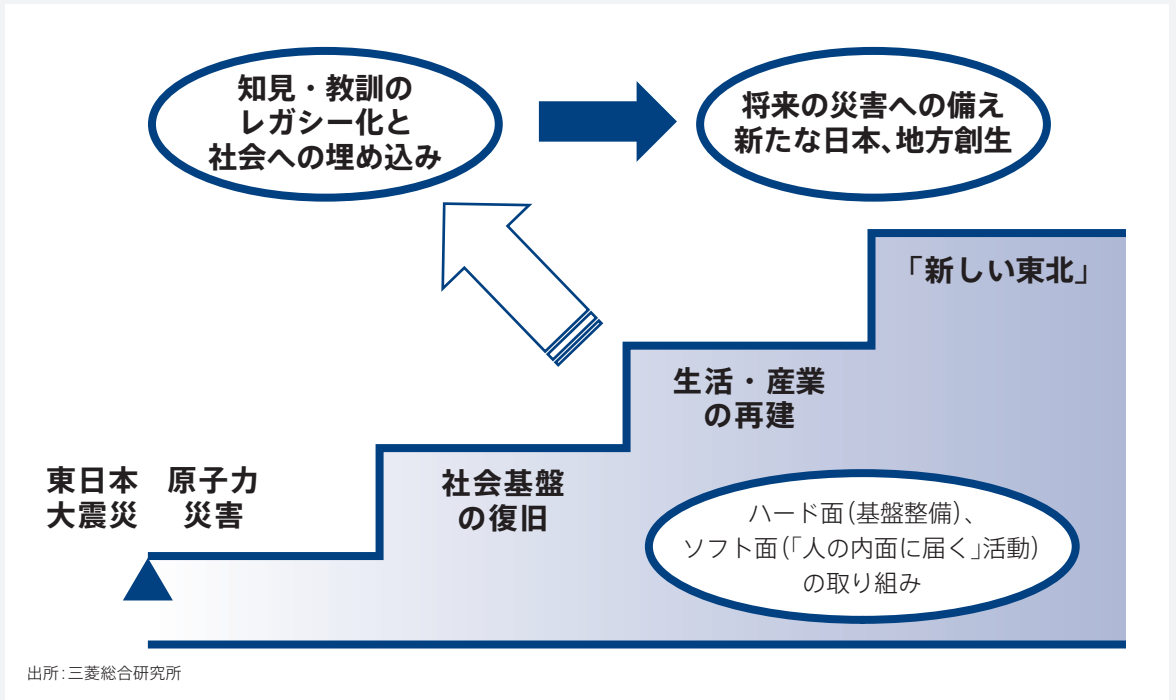 知見・教訓の
レガシー化と
社会への埋め込み
将来の災害への備え
新たな日本、地方創生
「新しい東北」
生活・産業
の再建
東日本 原子力
大震災 災害
社会基盤
の復旧
ハード面(基盤整備)、
ソフト面(「人の内面に届く」活動)
の取り組み
出所:三菱総合研究所